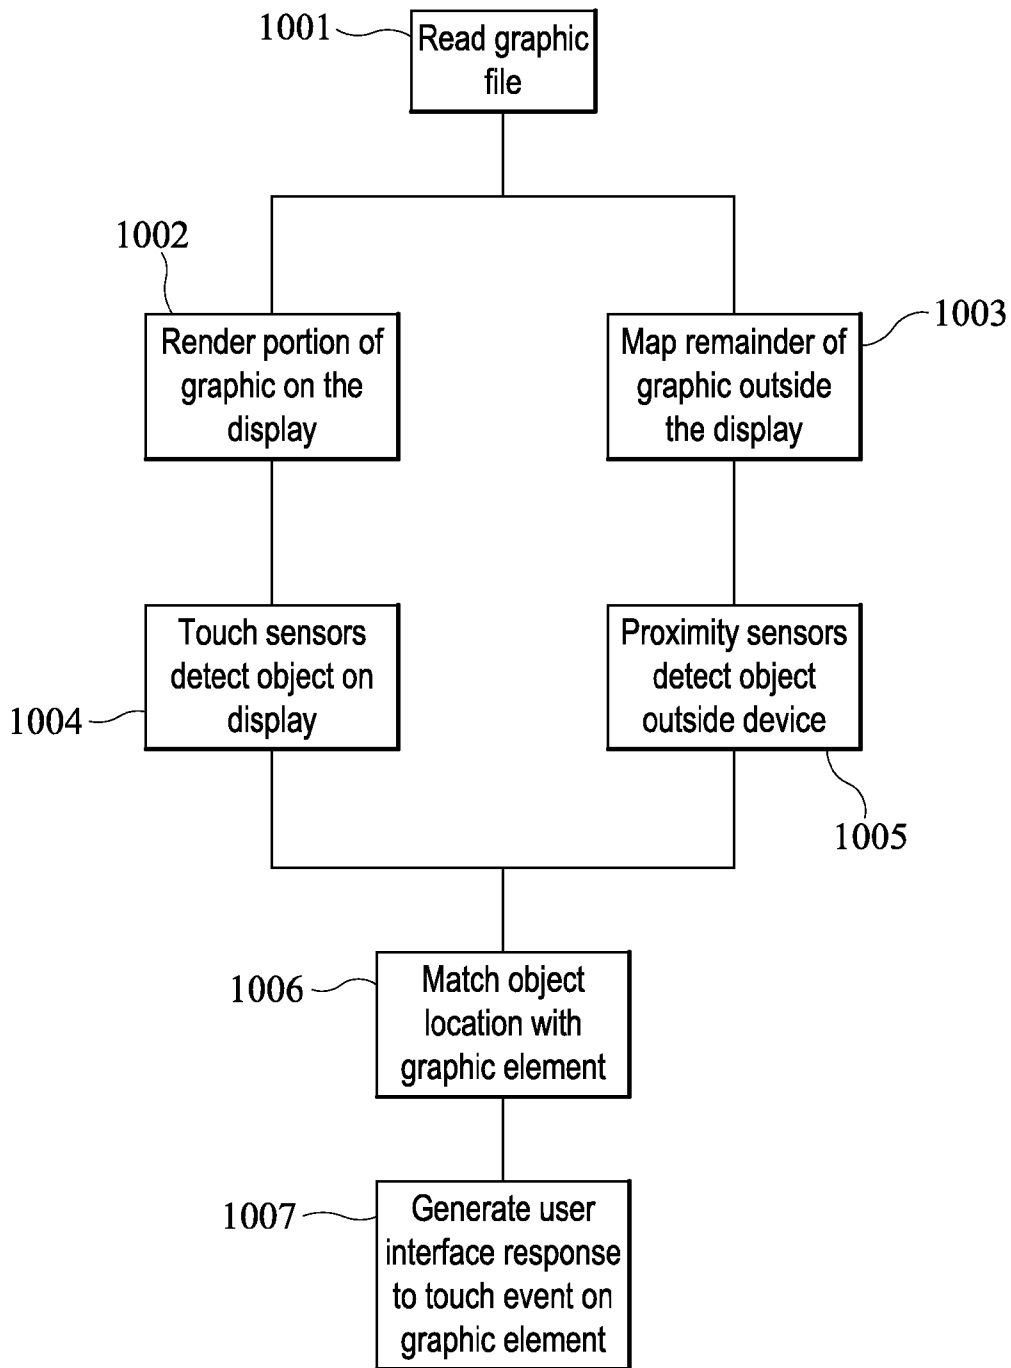 1001
Read graphic
file
1002
Render portion of
graphic on the
display
1003
Map remainder of
graphic outside
the display
1004
Touch sensors
detect object on
display
Proximity sensors
detect object
outside device
1005
1006
Match object
location with
graphic element
1007
Generate user
interface response
to touch event on
graphic element